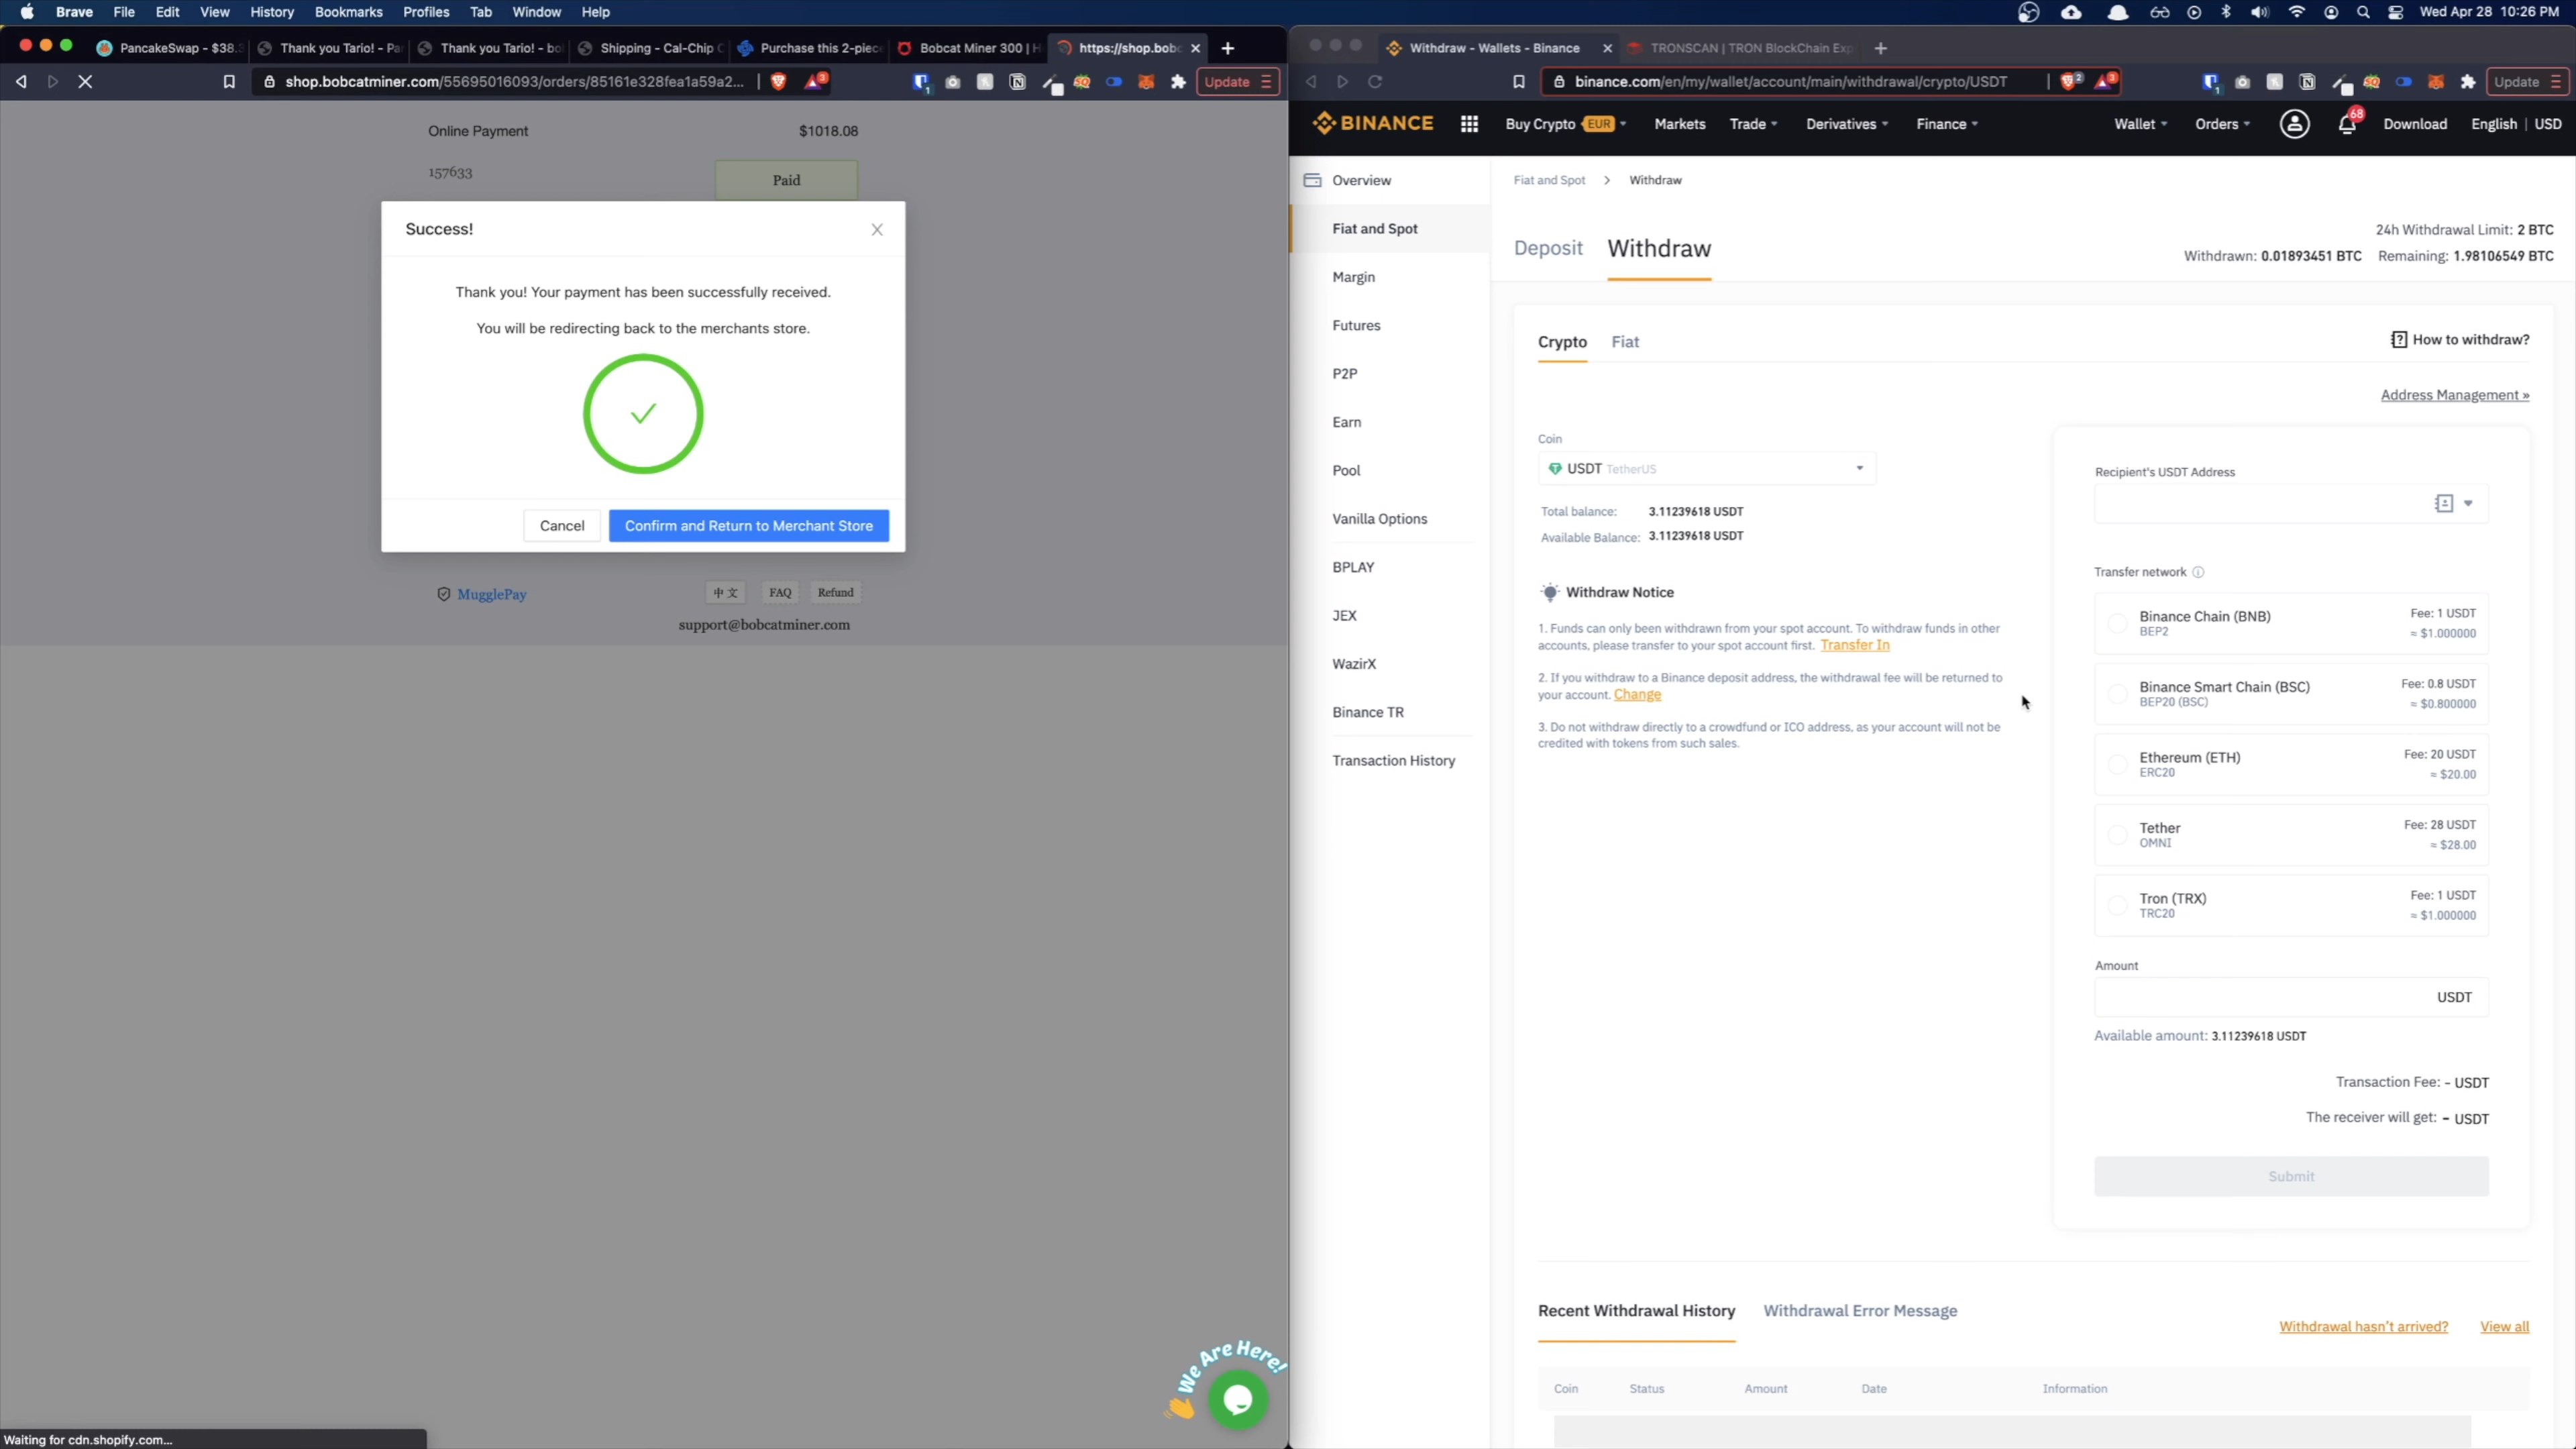 Brave File Edit View History Bookmarks Profiles Tab Window Help
Wed Apr 28 10:26 PM
PancakeSwap - $38.
Thank you Tario! - Pa
Thank you Tario! - bo
Shipping - Cal-Chip C
Purchase this 2-piece
Bobcat Miner 300 | H
https://shop.bobc
shop.bobcatminer.com/55695016093/orders/85161e328fea1a59a2...
3
1
Update
Online Payment $1018.08
157633
Paid
Success!
Thank you! Your payment has been successfully received.
You will be redirecting back to the merchants store.
Cancel
Confirm and Return to Merchant Store
MugglePay
中文
FAQ
Refund
support@bobcatminer.com
We Are Here!
Waiting for cdn.shopify.com...
Withdraw - Wallets - Binance
TRONSCAN | TRON BlockChain Exp
binance.com/en/my/wallet/account/main/withdrawal/crypto/USDT
2
3
1
Update
BINANCE
Buy Crypto EUR
Markets
Trade
Derivatives
Finance
Wallet
Orders
68
Download
English | USD
Overview
Fiat and Spot
Margin
Futures
P2P
Earn
Pool
Vanilla Options
BPLAY
JEX
WazirX
Binance TR
Transaction History
Fiat and Spot > Withdraw
Deposit Withdraw
24h Withdrawal Limit: 2 BTC
Withdrawn: 0.01893451 BTC Remaining: 1.98106549 BTC
Crypto Fiat
How to withdraw?
Address Management »
Coin
USDT TetherUS
Total balance: 3.11239618 USDT
Available Balance: 3.11239618 USDT
Withdraw Notice
1. Funds can only been withdrawn from your spot account. To withdraw funds in other
accounts, please transfer to your spot account first. Transfer In
2. If you withdraw to a Binance deposit address, the withdrawal fee will be returned to
your account. Change
3. Do not withdraw directly to a crowdfund or ICO address, as your account will not be
credited with tokens from such sales.
Recipient's USDT Address
Transfer network
Binance Chain (BNB) Fee: 1 USDT
BEP2 ≈ $1.000000
Binance Smart Chain (BSC) Fee: 0.8 USDT
BEP20 (BSC) ≈ $0.800000
Ethereum (ETH) Fee: 20 USDT
ERC20 ≈ $20.00
Tether Fee: 28 USDT
OMNI ≈ $28.00
Tron (TRX) Fee: 1 USDT
TRC20 ≈ $1.000000
Amount
USDT
Available amount: 3.11239618 USDT
Transaction Fee: - USDT
The receiver will get: - USDT
Submit
Recent Withdrawal History Withdrawal Error Message
Withdrawal hasn't arrived? View all
Coin Status Amount Date Information